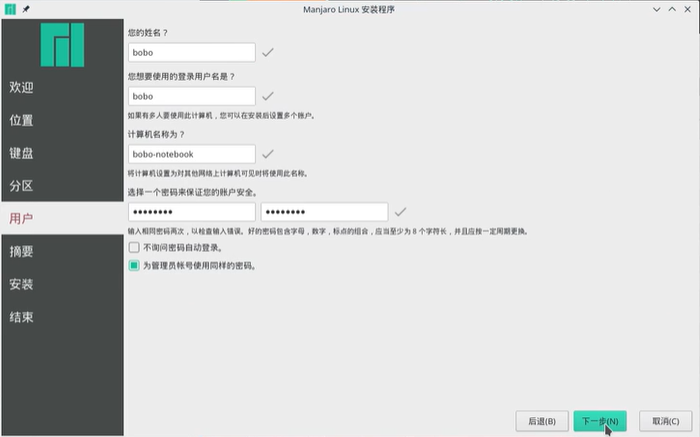 Manjaro Linux 安装程序
欢迎
位置
键盘
分区
用户
摘要
安装
结束
您的姓名？
bobo
您想要使用的登录用户名是？
bobo
如果有多人要使用此计算机，您可以在安装后设置多个账户。
计算机名称为？
bobo-notebook
将计算机设置为对其他网络上计算机可见时将使用此名称。
选择一个密码来保证您的账户安全。
●●●●●●●● ●●●●●●●●
输入相同密码两次，以检查输入错误。好的密码包含字母，数字，标点的组合，应当至少为 8 个字符长，并且应按一定周期更换。
不询问密码自动登录。
为管理员帐号使用同样的密码。
后退(B) 下一步(N) 取消(C)